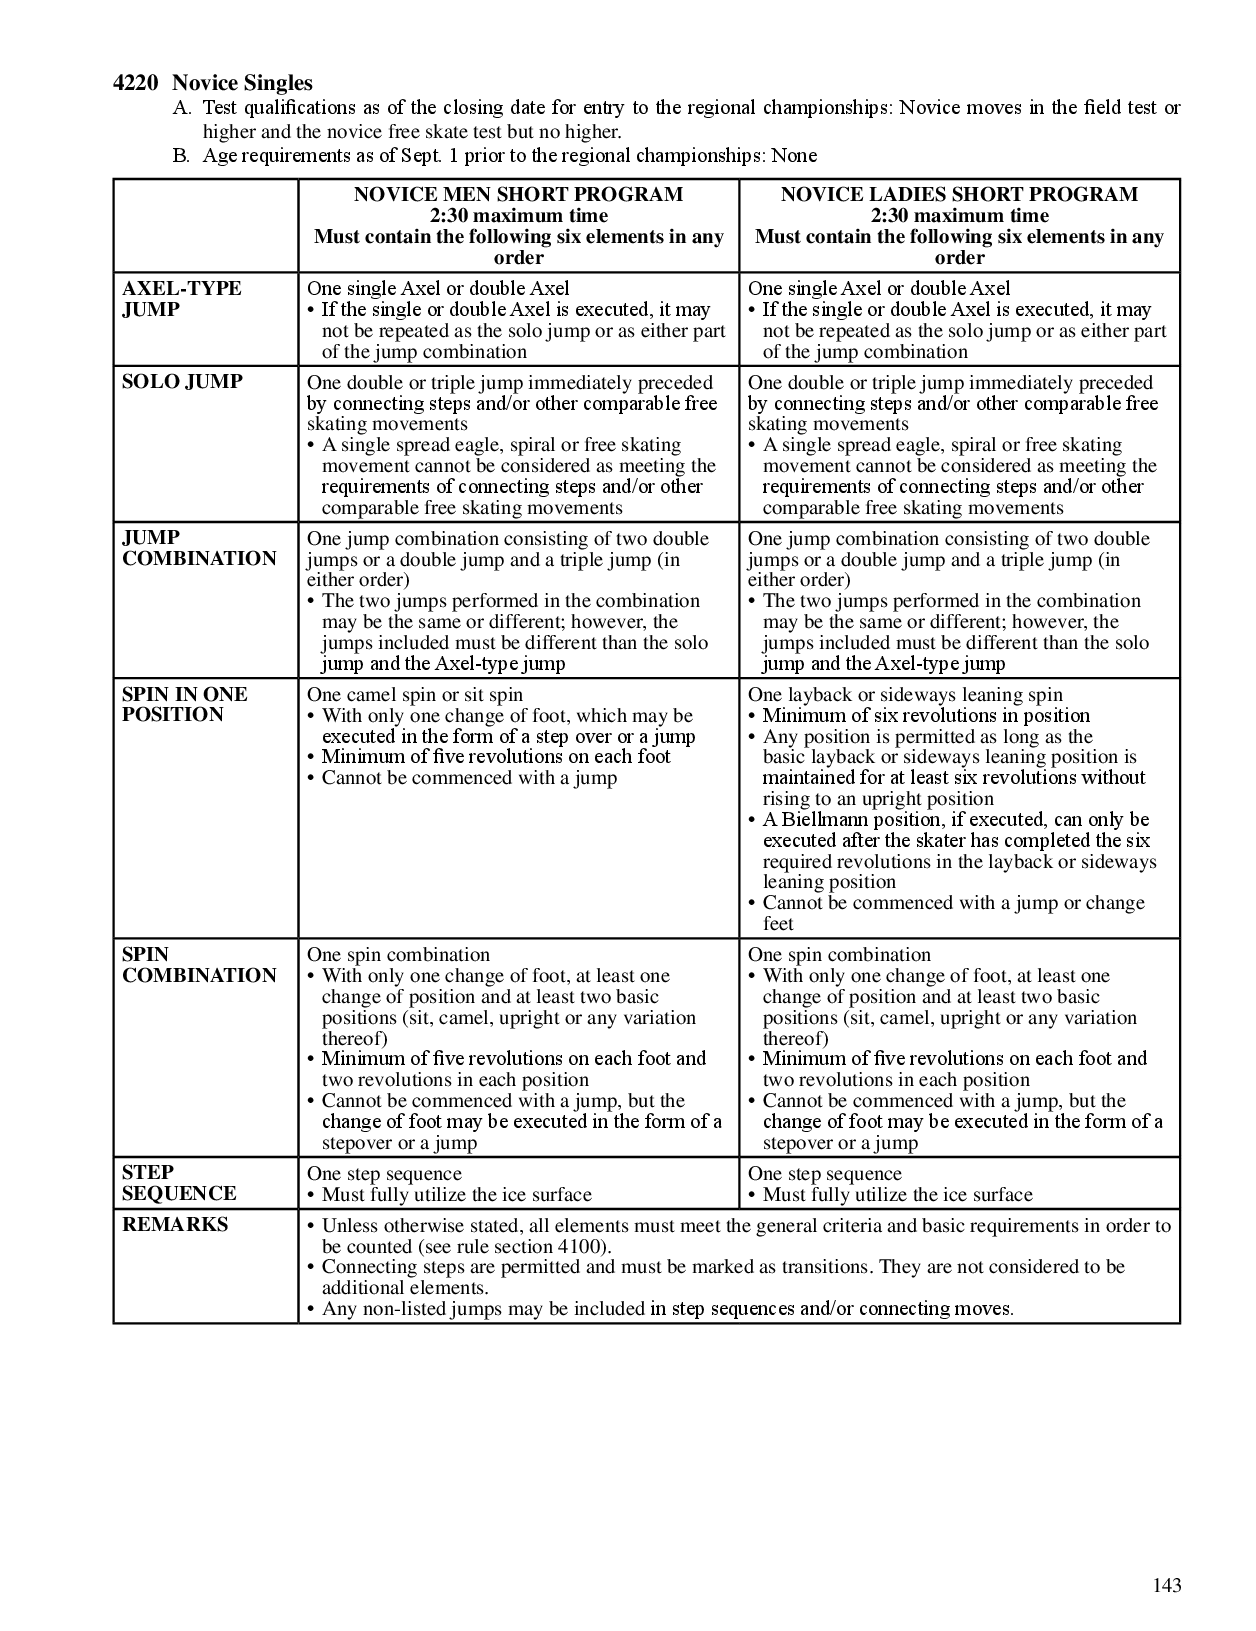 4220 Novice Singles
A. Test qualifications as of the closing date for entry to the regional championships: Novice moves in the field test or
higher and the novice free skate test but no higher.
B. Age requirements as of Sept. 1 prior to the regional championships: None
NOVICE MEN SHORT PROGRAM
2:30 maximum time
Must contain the following six elements in any
order
NOVICE LADIES SHORT PROGRAM
2:30 maximum time
Must contain the following six elements in any
order
AXEL-TYPE
JUMP
One single Axel or double Axel
• If the single or double Axel is executed, it may
not be repeated as the solo jump or as either part
of the jump combination
One single Axel or double Axel
• If the single or double Axel is executed, it may
not be repeated as the solo jump or as either part
of the jump combination
SOLO JUMP
One double or triple jump immediately preceded
by connecting steps and/or other comparable free
skating movements
• A single spread eagle, spiral or free skating
movement cannot be considered as meeting the
requirements of connecting steps and/or other
comparable free skating movements
One double or triple jump immediately preceded
by connecting steps and/or other comparable free
skating movements
• A single spread eagle, spiral or free skating
movement cannot be considered as meeting the
requirements of connecting steps and/or other
comparable free skating movements
JUMP
COMBINATION
One jump combination consisting of two double
jumps or a double jump and a triple jump (in
either order)
• The two jumps performed in the combination
may be the same or different; however, the
jumps included must be different than the solo
jump and the Axel-type jump
One jump combination consisting of two double
jumps or a double jump and a triple jump (in
either order)
• The two jumps performed in the combination
may be the same or different; however, the
jumps included must be different than the solo
jump and the Axel-type jump
SPIN IN ONE
POSITION
One camel spin or sit spin
• With only one change of foot, which may be
executed in the form of a step over or a jump
• Minimum of five revolutions on each foot
• Cannot be commenced with a jump
One layback or sideways leaning spin
• Minimum of six revolutions in position
• Any position is permitted as long as the
basic layback or sideways leaning position is
maintained for at least six revolutions without
rising to an upright position
• A Biellmann position, if executed, can only be
executed after the skater has completed the six
required revolutions in the layback or sideways
leaning position
• Cannot be commenced with a jump or change
feet
SPIN
COMBINATION
One spin combination
• With only one change of foot, at least one
change of position and at least two basic
positions (sit, camel, upright or any variation
thereof)
• Minimum of five revolutions on each foot and
two revolutions in each position
• Cannot be commenced with a jump, but the
change of foot may be executed in the form of a
stepover or a jump
One spin combination
• With only one change of foot, at least one
change of position and at least two basic
positions (sit, camel, upright or any variation
thereof)
• Minimum of five revolutions on each foot and
two revolutions in each position
• Cannot be commenced with a jump, but the
change of foot may be executed in the form of a
stepover or a jump
STEP
SEQUENCE
One step sequence
• Must fully utilize the ice surface
One step sequence
• Must fully utilize the ice surface
REMARKS
• Unless otherwise stated, all elements must meet the general criteria and basic requirements in order to
be counted (see rule section 4100).
• Connecting steps are permitted and must be marked as transitions. They are not considered to be
additional elements.
• Any non-listed jumps may be included in step sequences and/or connecting moves.
143